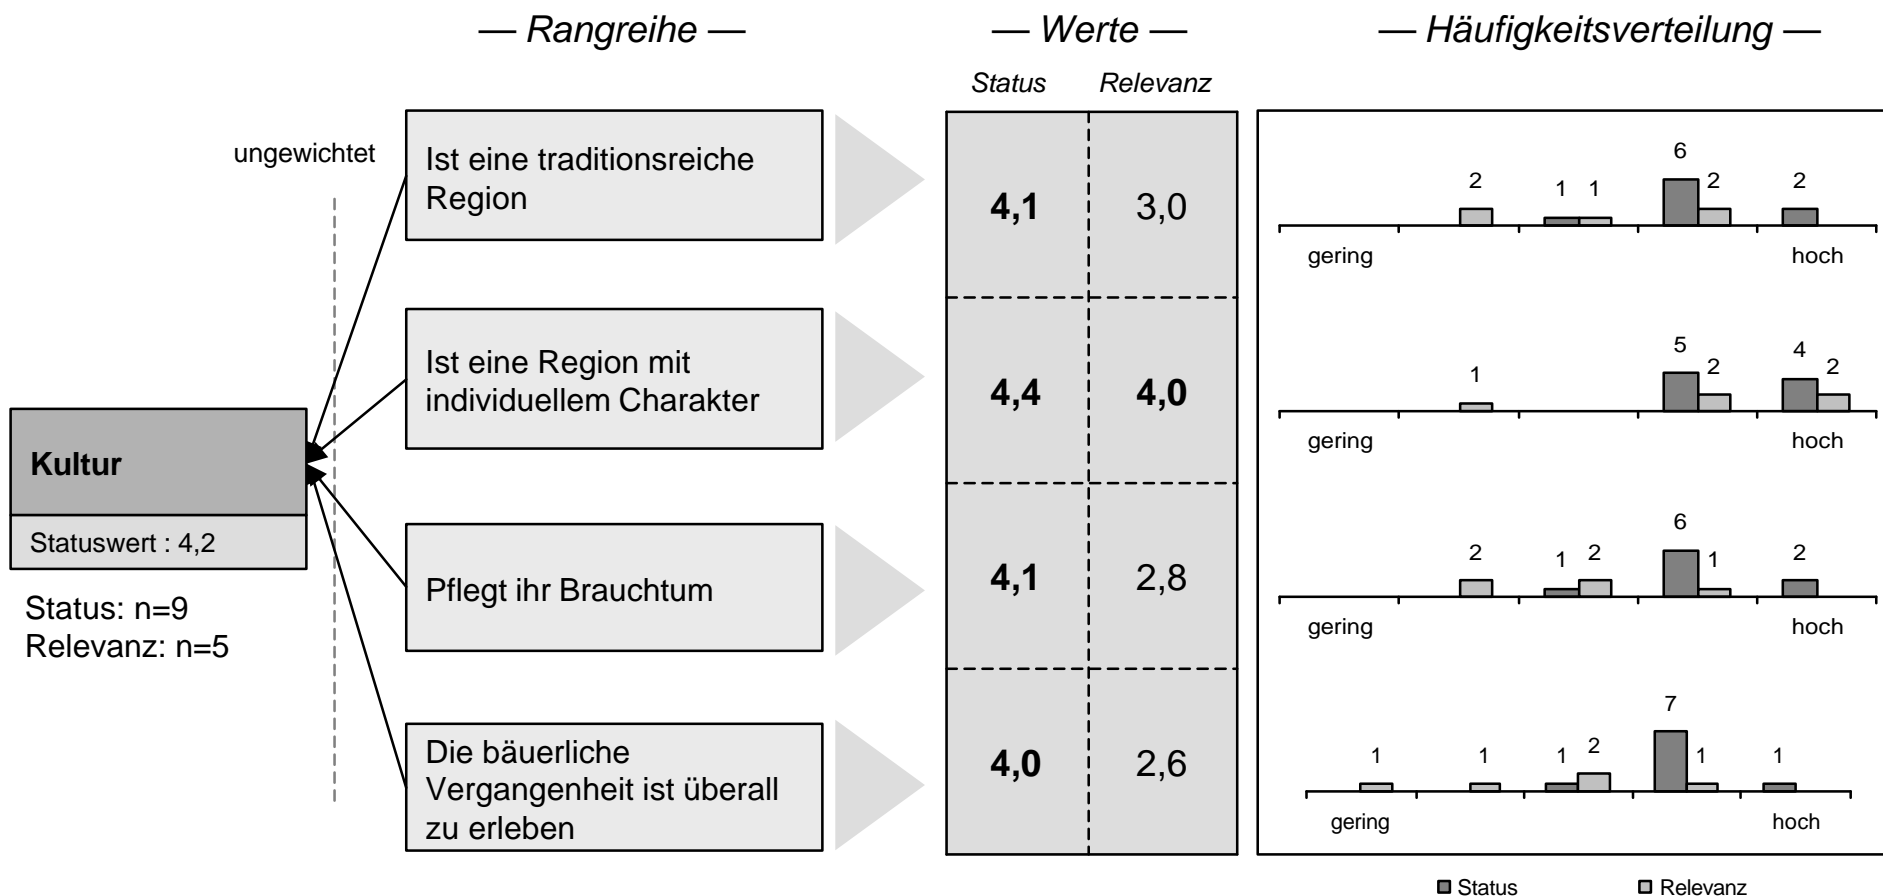 — Rangreihe —
— Werte —
— Häufigkeitsverteilung —
Status
Relevanz
ungewichtet
Kultur
Statuswert : 4,2
Status: n=9
Relevanz: n=5
Ist eine traditionsreiche
Region
4,1
3,0
2
1 1
6
2
2
gering
hoch
Ist eine Region mit
individuellem Charakter
4,4
4,0
1
5
2
4
2
gering
hoch
Pflegt ihr Brauchtum
4,1
2,8
2
1 2
6
1
2
gering
hoch
Die bäuerliche
Vergangenheit ist überall
zu erleben
4,0
2,6
1
1
1 2
7
1
1
gering
hoch
Status
Relevanz